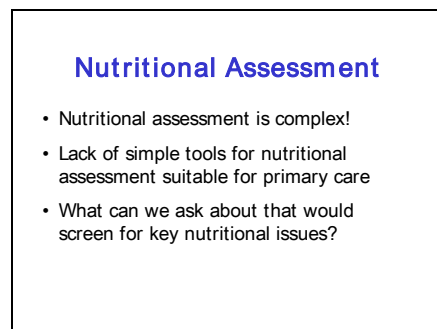 Nutritional Assessment
• Nutritional assessment is complex!
• Lack of simple tools for nutritional
assessment suitable for primary care
• What can we ask about that would
screen for key nutritional issues?